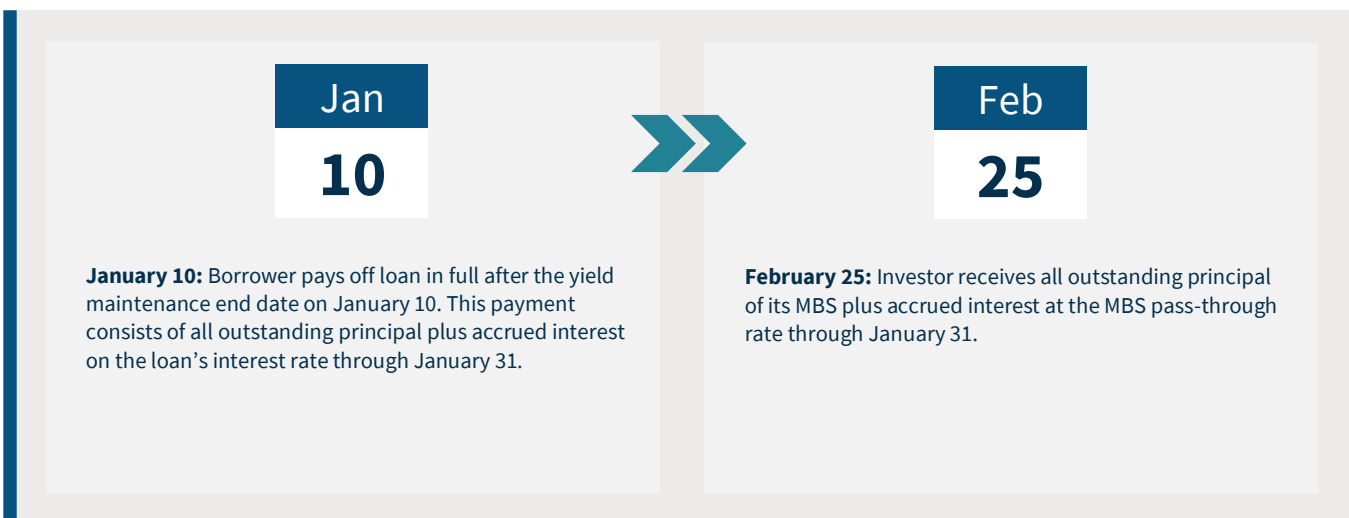 Jan
10
January 10: Borrower pays off loan in full after the yield
maintenance end date on January 10. This payment
consists of all outstanding principal plus accrued interest
on the loan’s interest rate through January 31.
Feb
25
February 25: Investor receives all outstanding principal
of its MBS plus accrued interest at the MBS pass-through
rate through January 31.